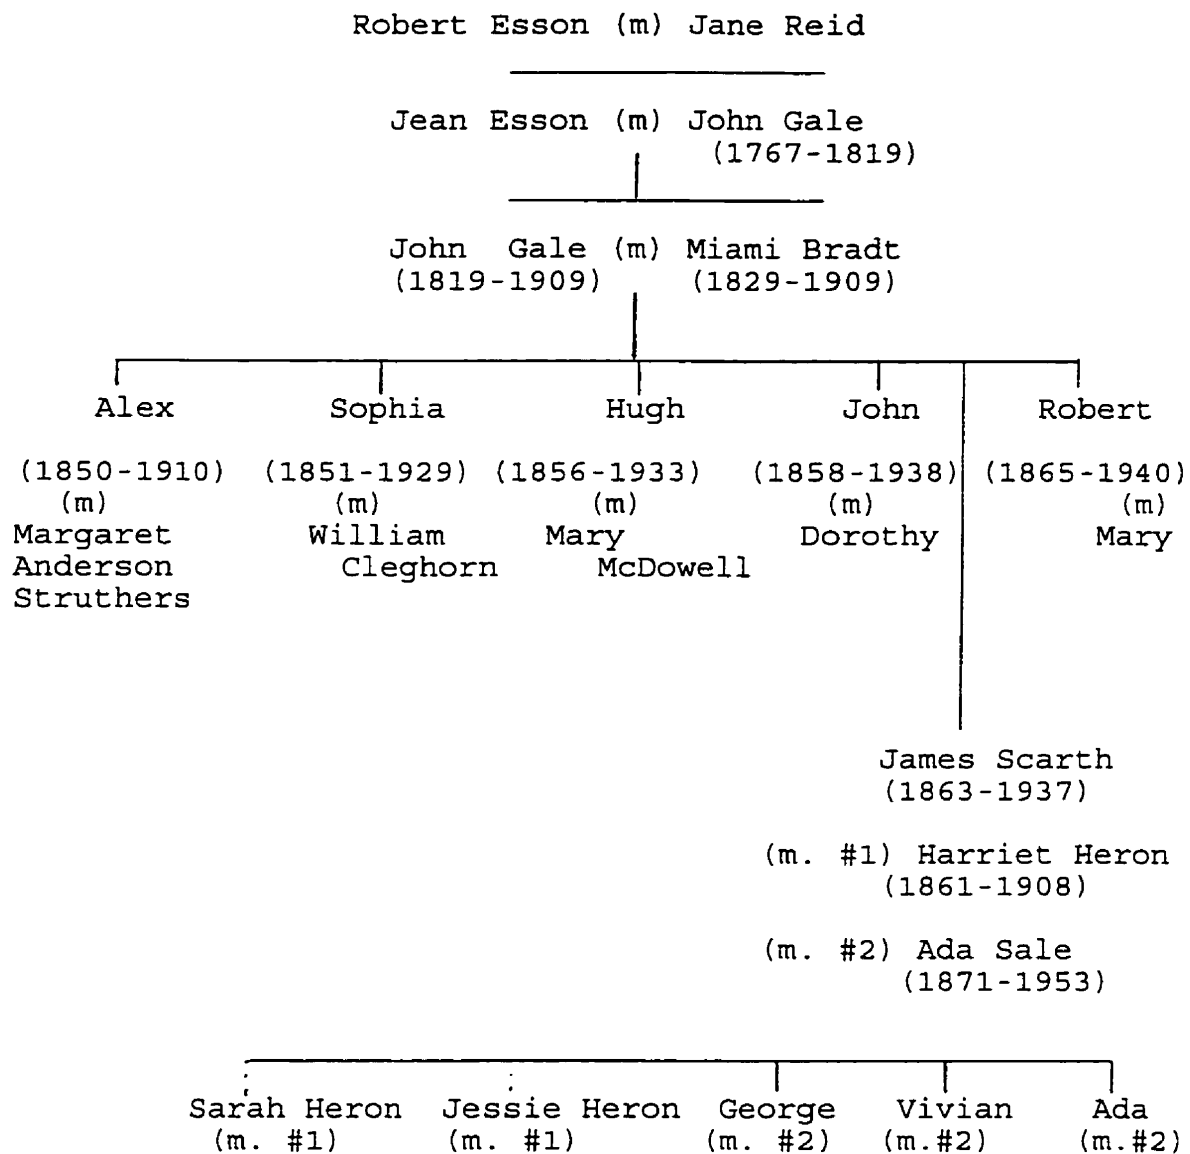 Robert Esson (m) Jane Reid
Jean Esson (m) John Gale
(1767-1819)
John Gale (m) Miami Bradt
(1819-1909) (1829-1909)
Alex Sophia Hugh John Robert
(1850-1910) (1851-1929) (1856-1933) (1858-1938) (1865-1940)
(m) (m) (m) (m) (m)
Margaret William Mary Dorothy Mary
Anderson Cleghorn McDowell
Struthers
James Scarth
(1863-1937)
(m. #1) Harriet Heron
(1861-1908)
(m. #2) Ada Sale
(1871-1953)
Sarah Heron Jessie Heron George Vivian Ada
(m. #1) (m. #1) (m. #2) (m.#2) (m.#2)